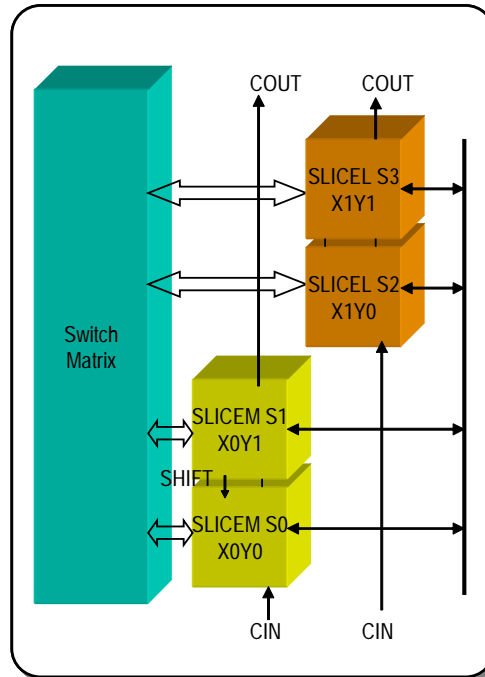 COUT
COUT
SLICEL S3
X1Y1
SLICEL S2
X1Y0
Switch
Matrix
SLICEM S1
X0Y1
SHIFT
SLICEM S0
X0Y0
CIN
CIN